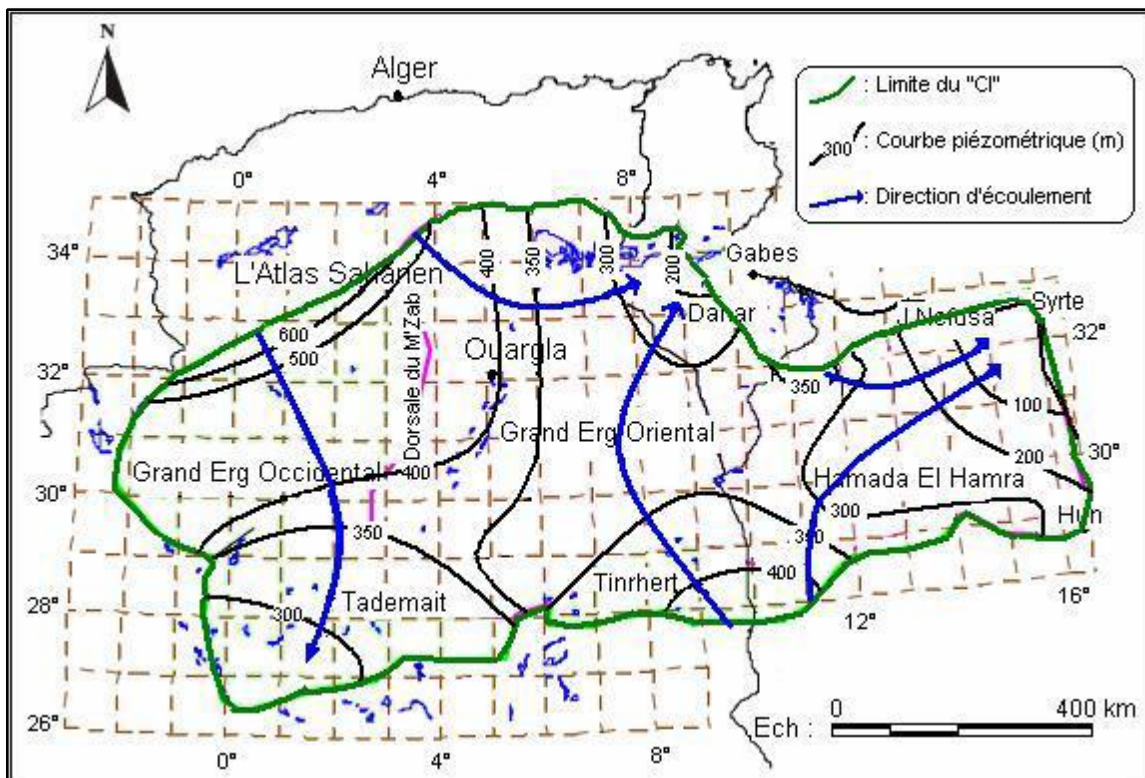 N
Alger
: Limite du "CI"
300 : Courbe piézométrique (m)
: Direction d'écoulement
0° 4° 8°
34°
L'Atlas Saharien
400 350 300 200
Gabes
Dahar
J Nefusa
Syrte
32°
600
500
Dorsale du M'Zab
Ouargla
32°
350
100
Grand Erg Oriental
Grand Erg Occidental
400
30°
200
30°
Hamada El Hamra
300
Hun
350
350
400
Tinrhert
Tademait
28°
300
12°
16°
26°
0° 4° 8°
0 400 km
Ech :